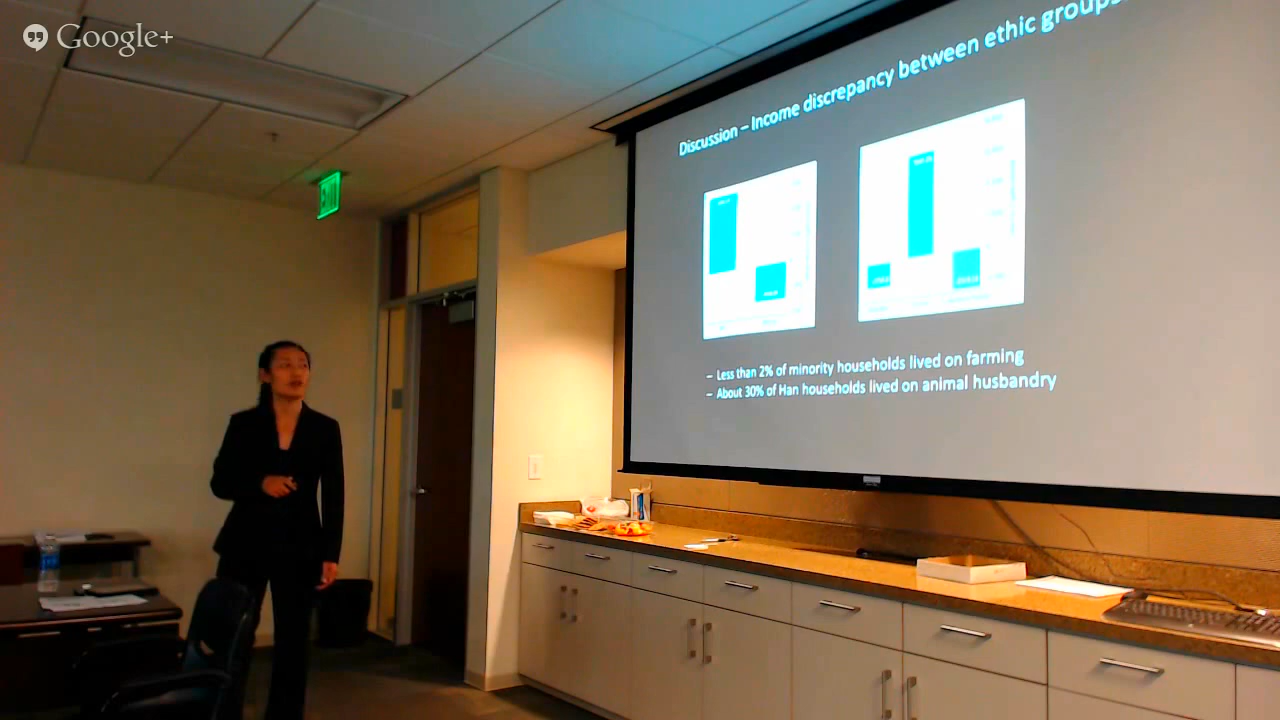 Google+
EXIT
Discussion – Income discrepancy between ethic groups
– Less than 2% of minority households lived on farming
– About 30% of Han households lived on animal husbandry